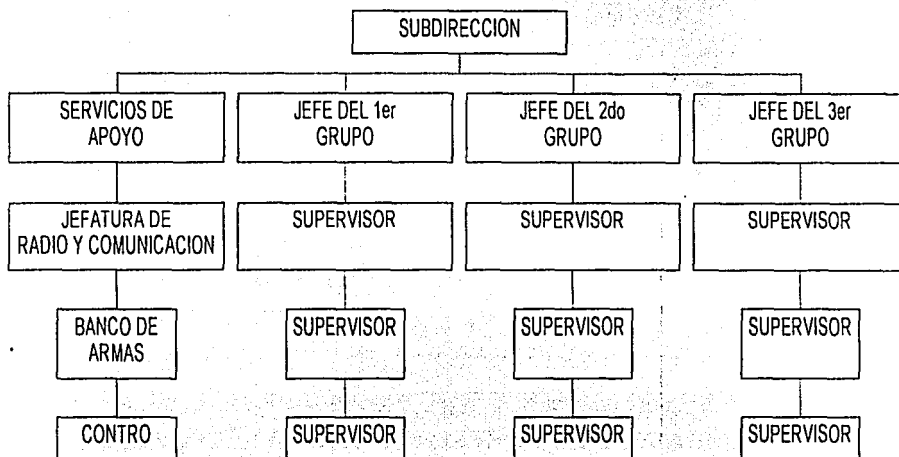 SUBDIRECCION
SERVICIOS DE
APOYO
JEFE DEL 1er
GRUPO
JEFE DEL 2do
GRUPO
JEFE DEL 3er
GRUPO
JEFATURA DE
RADIO Y COMUNICACION
SUPERVISOR
SUPERVISOR
SUPERVISOR
BANCO DE
ARMAS
SUPERVISOR
SUPERVISOR
SUPERVISOR
CONTRO
SUPERVISOR
SUPERVISOR
SUPERVISOR